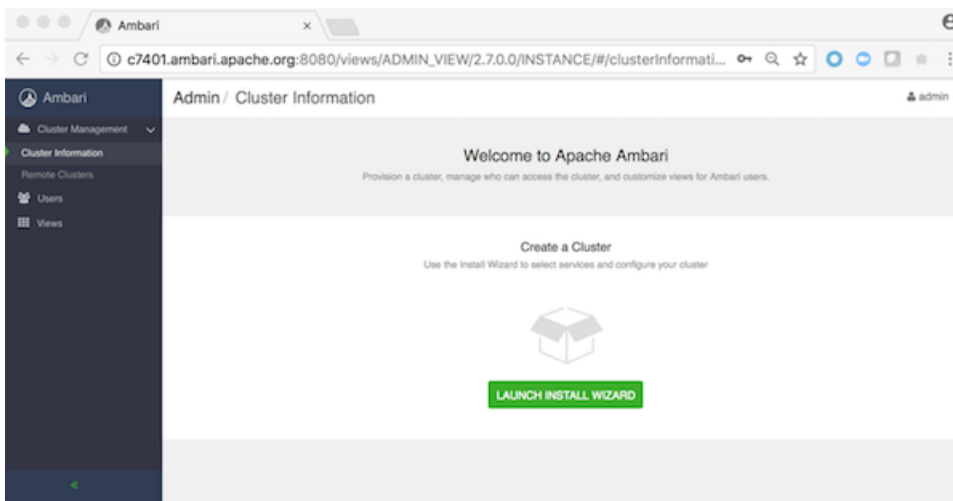 Ambari
c7401.ambari.apache.org:8080/views/ADMIN_VIEW/2.7.0.0/INSTANCE/#/clusterInformati...
Ambari
Admin / Cluster Information
admin
Cluster Management
Cluster Information
Remote Clusters
Users
Views
Welcome to Apache Ambari
Provision a cluster, manage who can access the cluster, and customize views for Ambari users.
Create a Cluster
Use the Install Wizard to select services and configure your cluster
LAUNCH INSTALL WIZARD